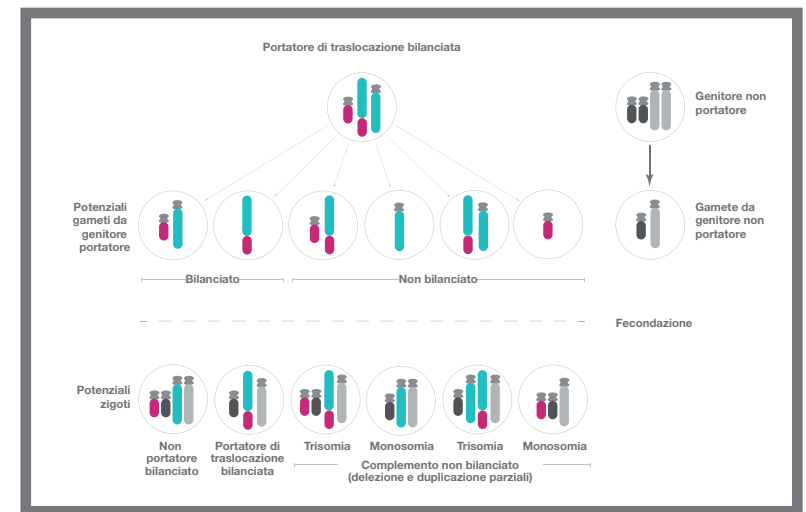 Portatore di traslocazione bilanciata
Genitore non
portatore
Potenziali
gameti da
genitore
portatore
Gamete da
genitore non
portatore
Bilanciato
Non bilanciato
Fecondazione
Potenziali
zigoti
Non
portatore
bilanciato
Portatore di
traslocazione
bilanciata
Trisomia
Monosomia
Trisomia
Monosomia
Complemento non bilanciato
(delezione e duplicazione parziali)